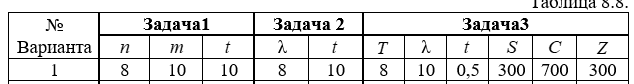 Таблица 8.8.
№ Варианта Задача1 Задача 2 Задача3
n m t λ t T λ t S C Z
1 8 10 10 8 10 8 10 0,5 300 700 300